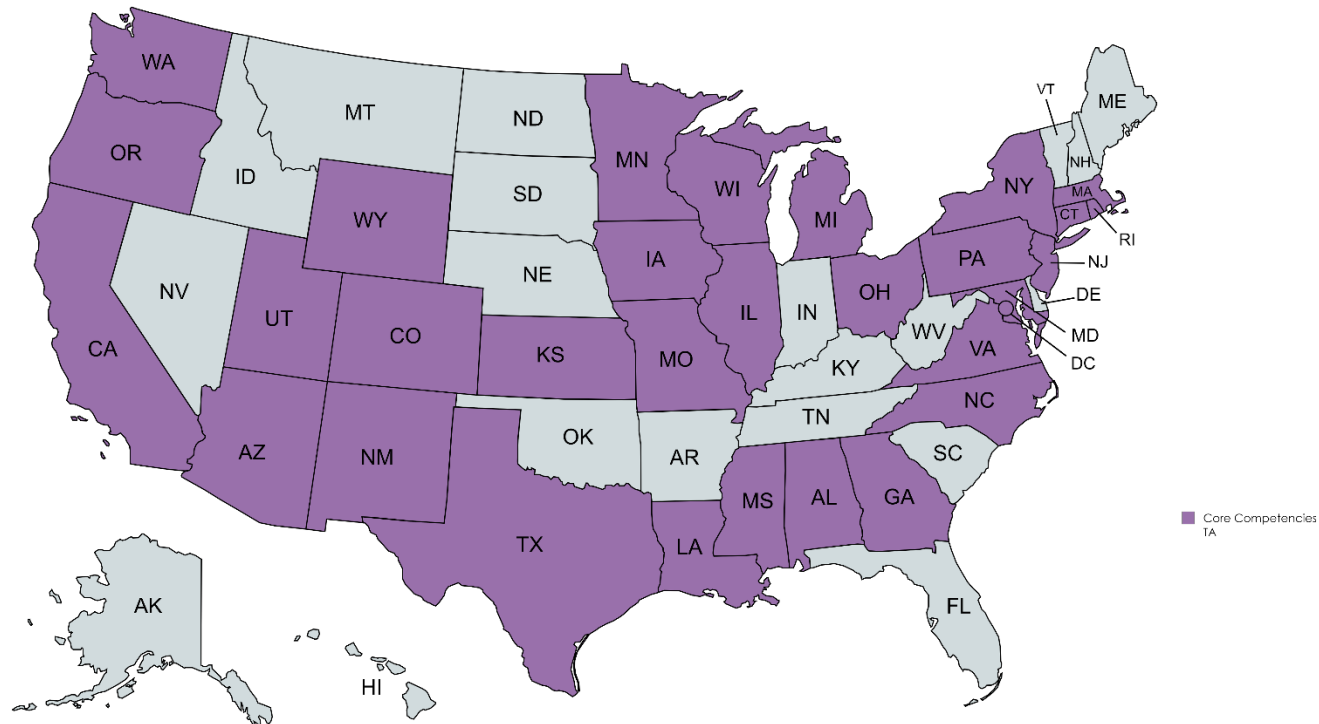 WA
MT
ND
MN
VT
ME
OR
ID
SD
WI
NH
NY
MA
WY
MI
CT
RI
IA
PA
NE
NJ
NV
OH
IL
IN
DE
UT
WV
CO
MD
CA
KS
MO
VA
DC
KY
NC
TN
OK
AZ
NM
AR
SC
MS
AL
GA
Core Competencies
TA
TX
LA
AK
FL
HI